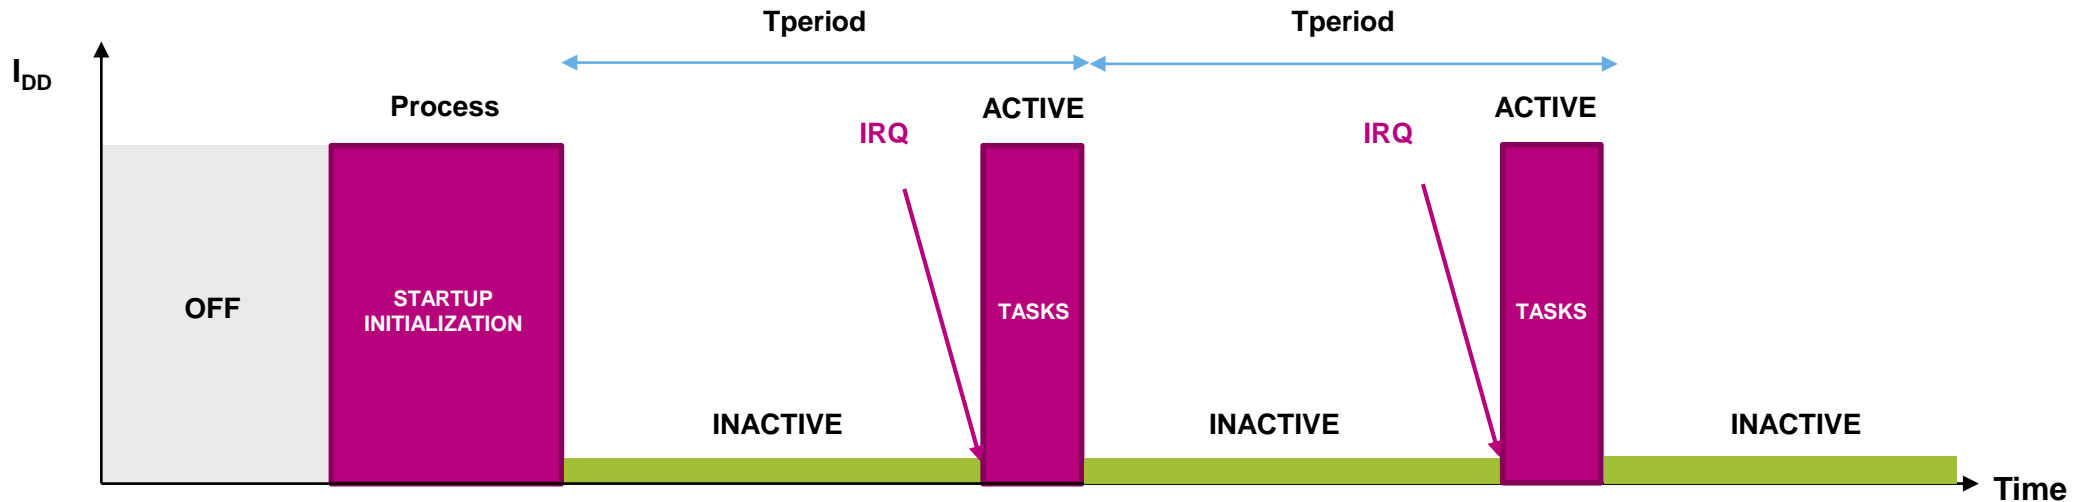 Tperiod
Tperiod
IDD
Process
ACTIVE
ACTIVE
IRQ
IRQ
OFF
STARTUP
INITIALIZATION
TASKS
TASKS
INACTIVE
INACTIVE
INACTIVE
Time